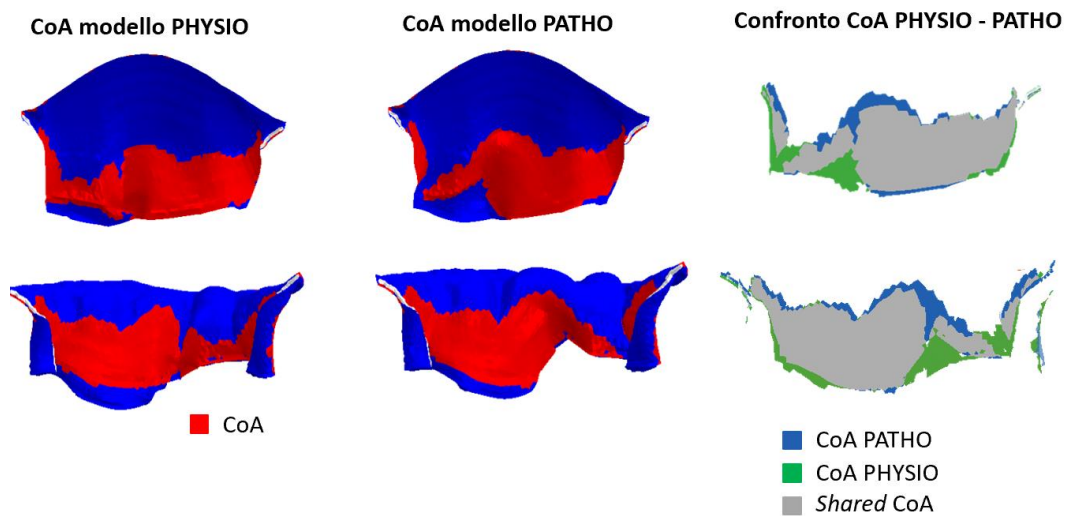 CoA modello PHYSIO
CoA modello PATHO
Confronto CoA PHYSIO - PATHO
CoA
CoA PATHO
CoA PHYSIO
Shared CoA